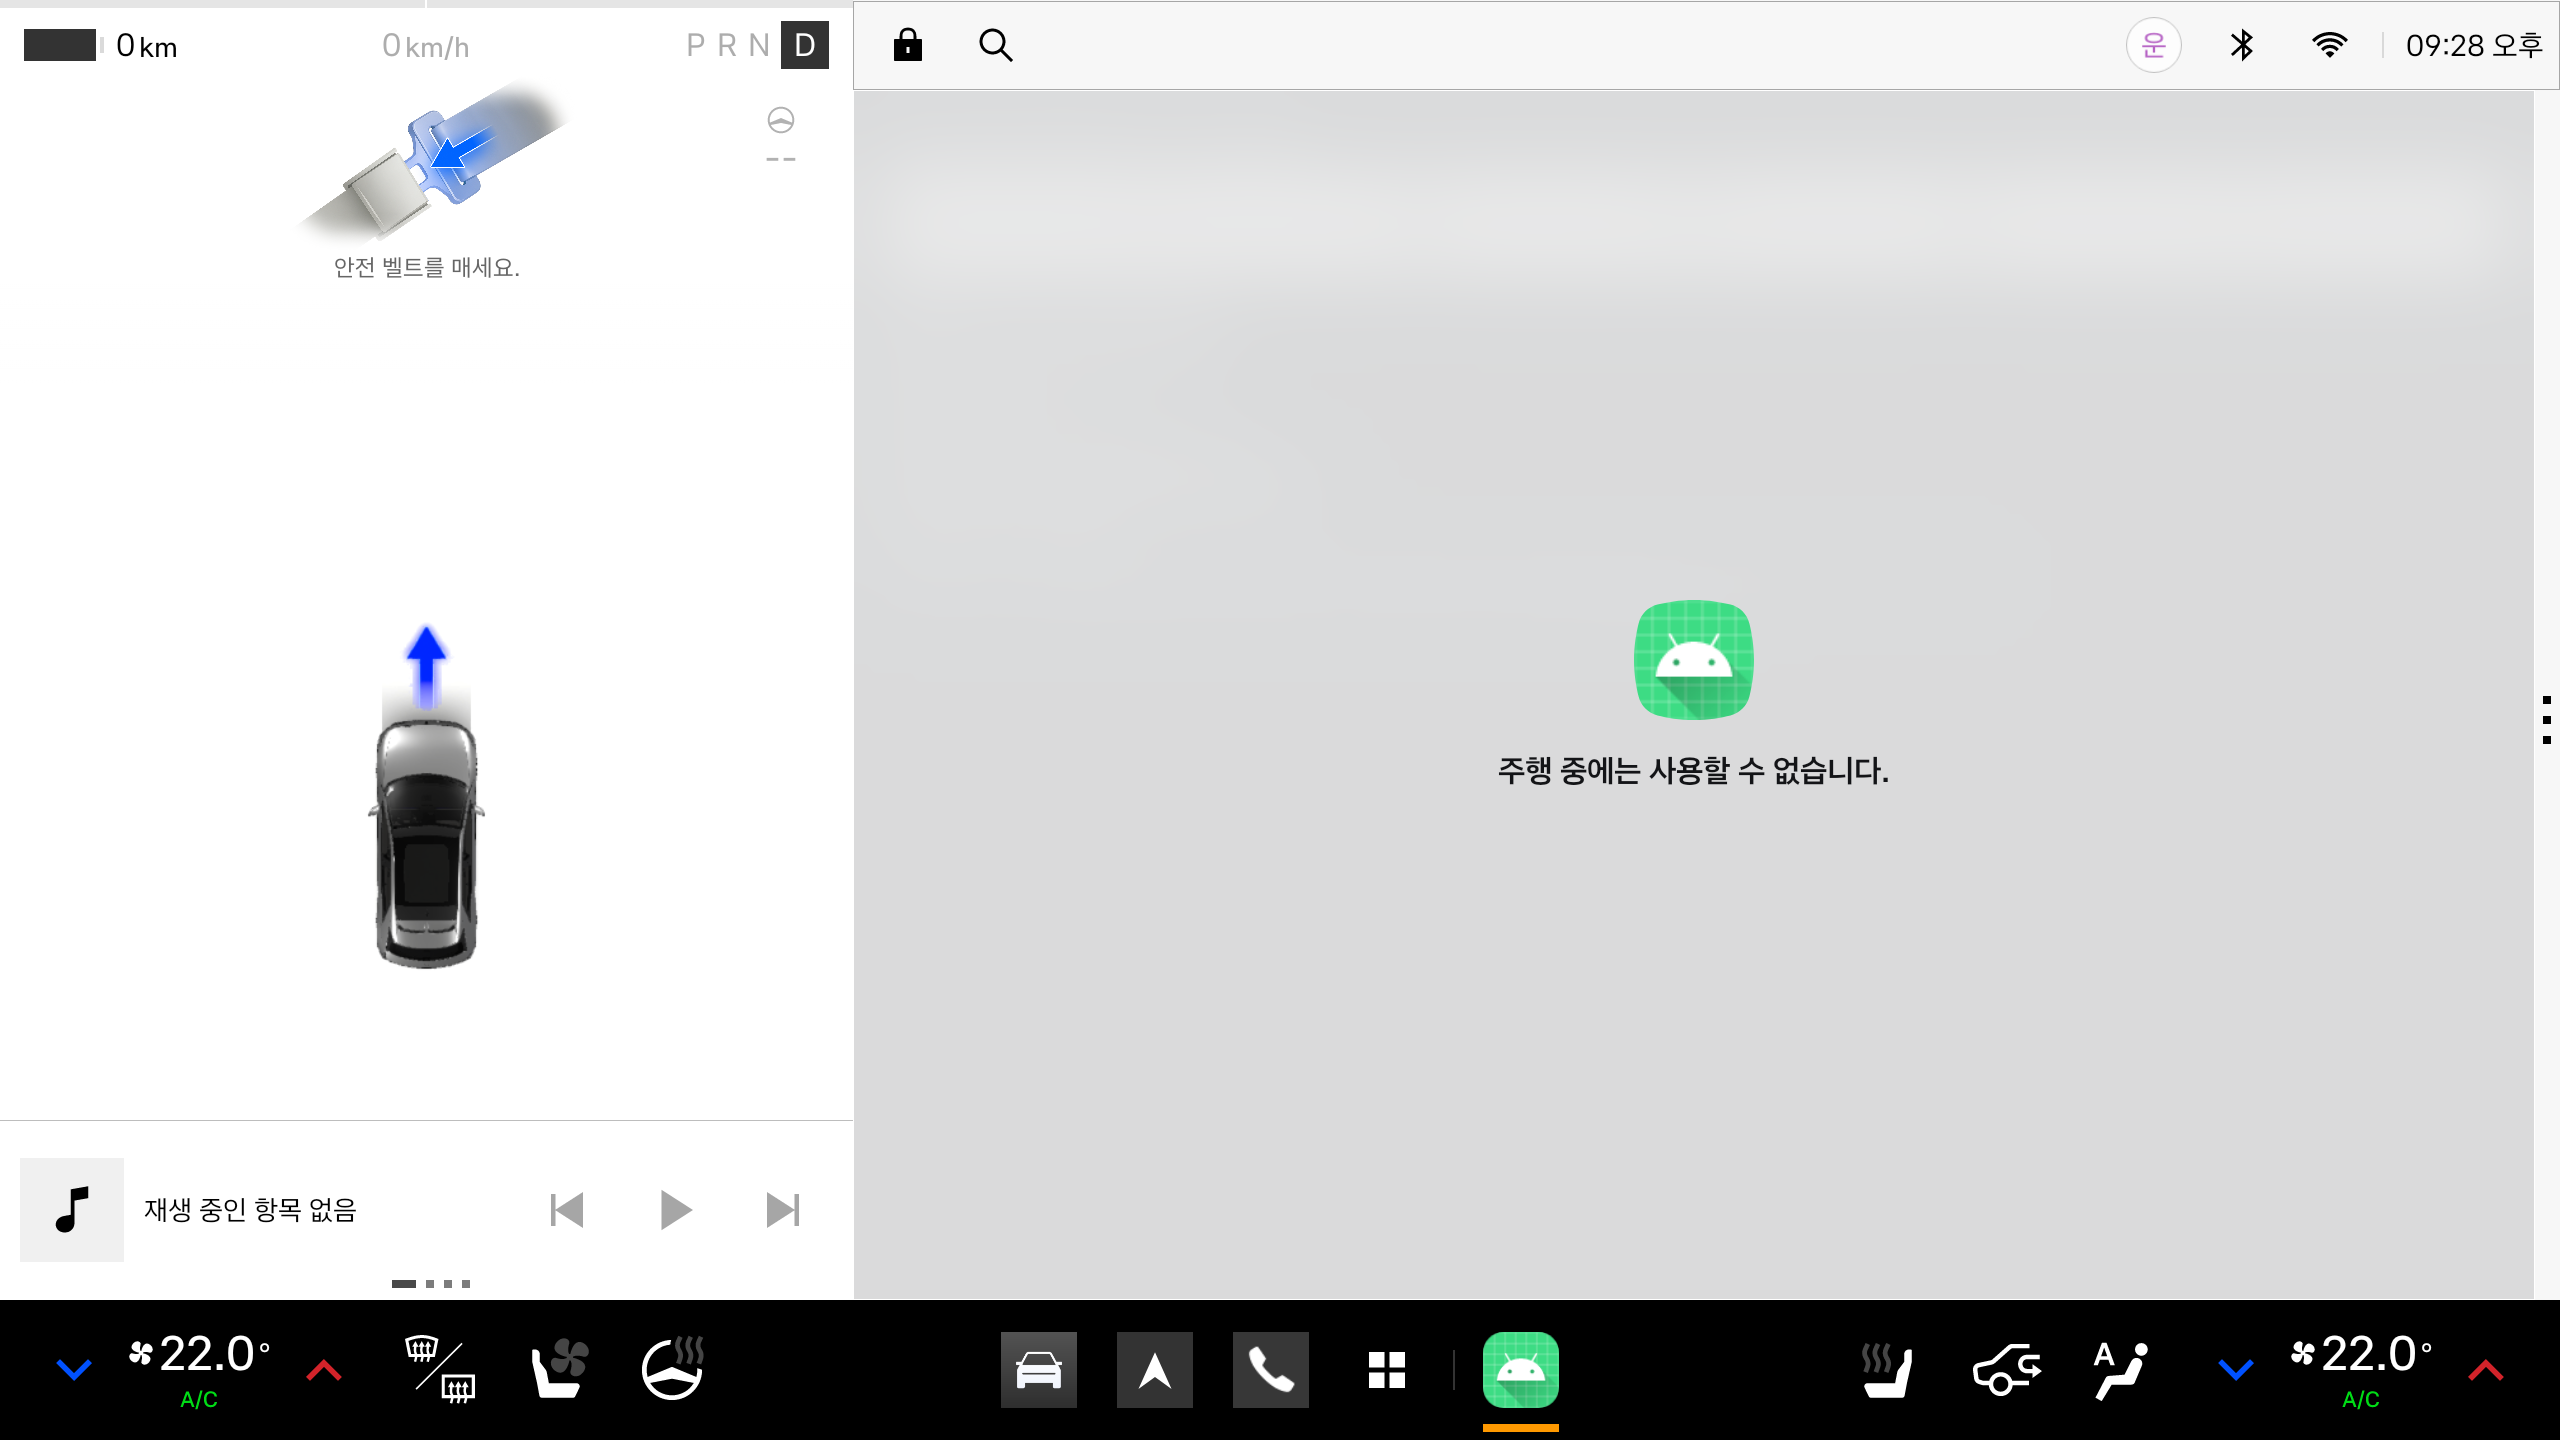 0 km
0 km/h
P R N D
운
09:28 오후
안전 벨트를 매세요.
--
주행 중에는 사용할 수 없습니다.
재생 중인 항목 없음
22.0°
A/C
A
22.0°
A/C